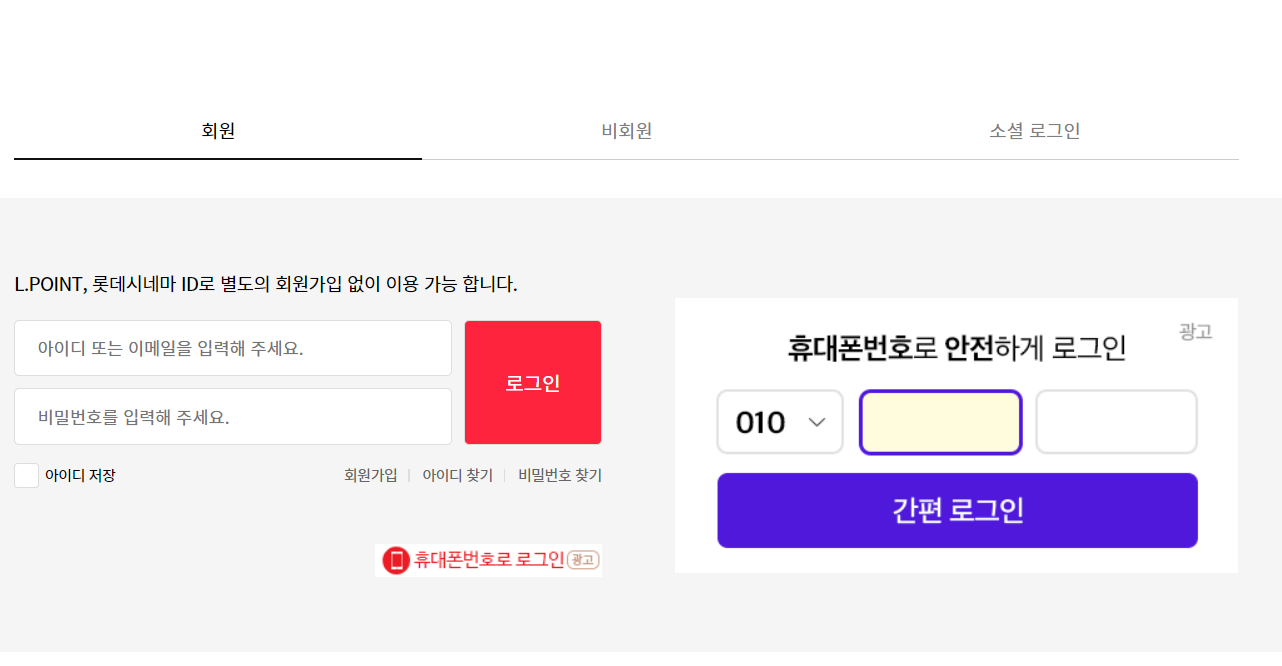 회원
비회원
소셜 로그인
L.POINT, 롯데시네마 ID로 별도의 회원가입 없이 이용 가능 합니다.
아이디 또는 이메일을 입력해 주세요.
비밀번호를 입력해 주세요.
로그인
아이디 저장
회원가입
아이디 찾기
비밀번호 찾기
휴대폰번호로 로그인 광고
광고
휴대폰번호로 안전하게 로그인
010
간편 로그인